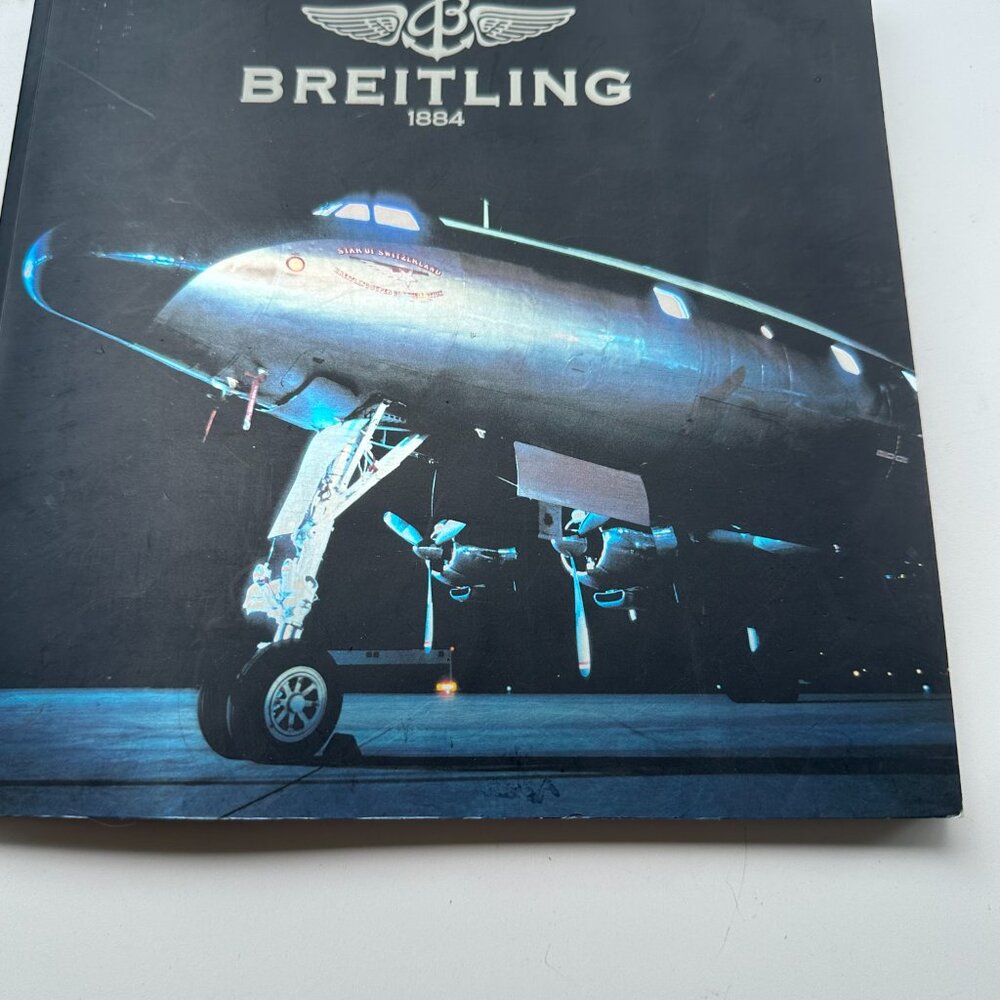 BREITLING
1884
STAR OF SWITZERLAND